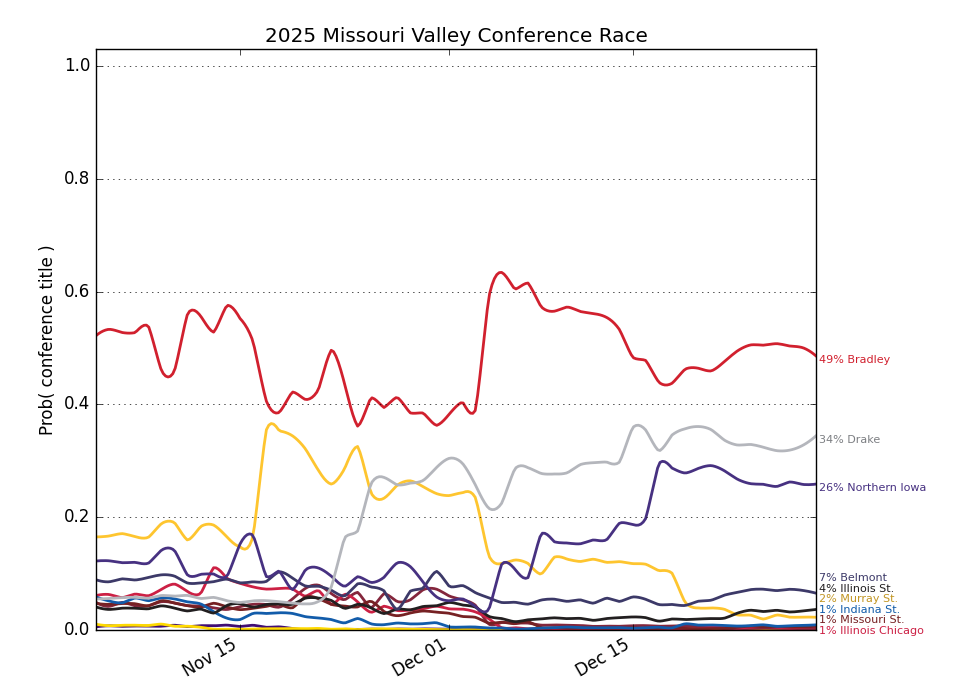 2025 Missouri Valley Conference Race
Prob( conference title )
1.0
0.8
0.6
0.4
0.2
0.0
Nov 15
Dec 01
Dec 15
49% Bradley
34% Drake
26% Northern Iowa
7% Belmont
4% Illinois St.
2% Murray St.
1% Indiana St.
1% Missouri St.
1% Illinois Chicago